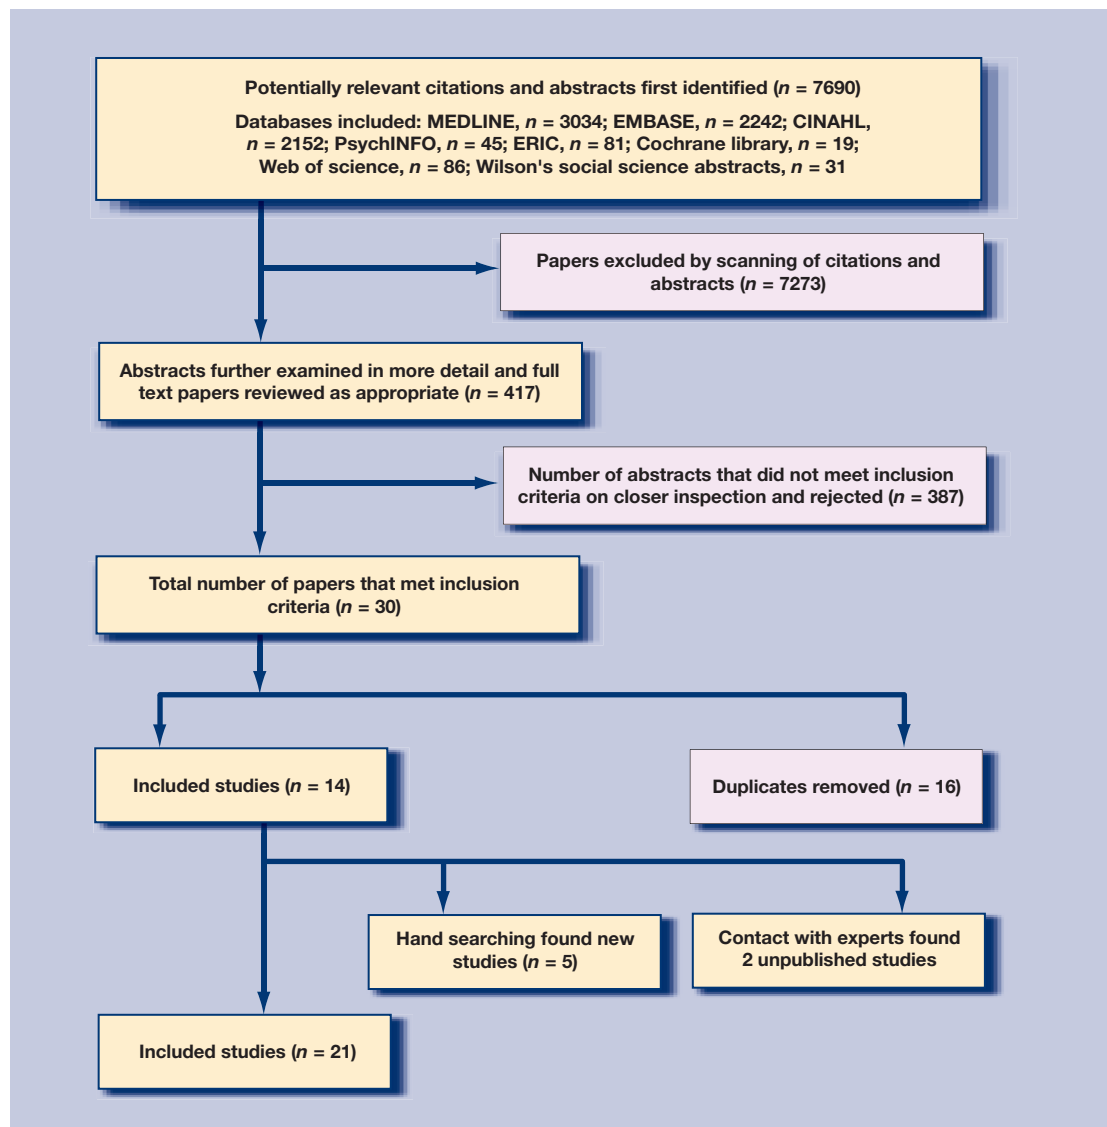 Potentially relevant citations and abstracts first identified (n = 7690)
Databases included: MEDLINE, n = 3034; EMBASE, n = 2242; CINAHL,
n = 2152; PsychINFO, n = 45; ERIC, n = 81; Cochrane library, n = 19;
Web of science, n = 86; Wilson's social science abstracts, n = 31
Papers excluded by scanning of citations and
abstracts (n = 7273)
Abstracts further examined in more detail and full
text papers reviewed as appropriate (n = 417)
Number of abstracts that did not meet inclusion
criteria on closer inspection and rejected (n = 387)
Total number of papers that met inclusion
criteria (n = 30)
Included studies (n = 14)
Duplicates removed (n = 16)
Hand searching found new
studies (n = 5)
Contact with experts found
2 unpublished studies
Included studies (n = 21)